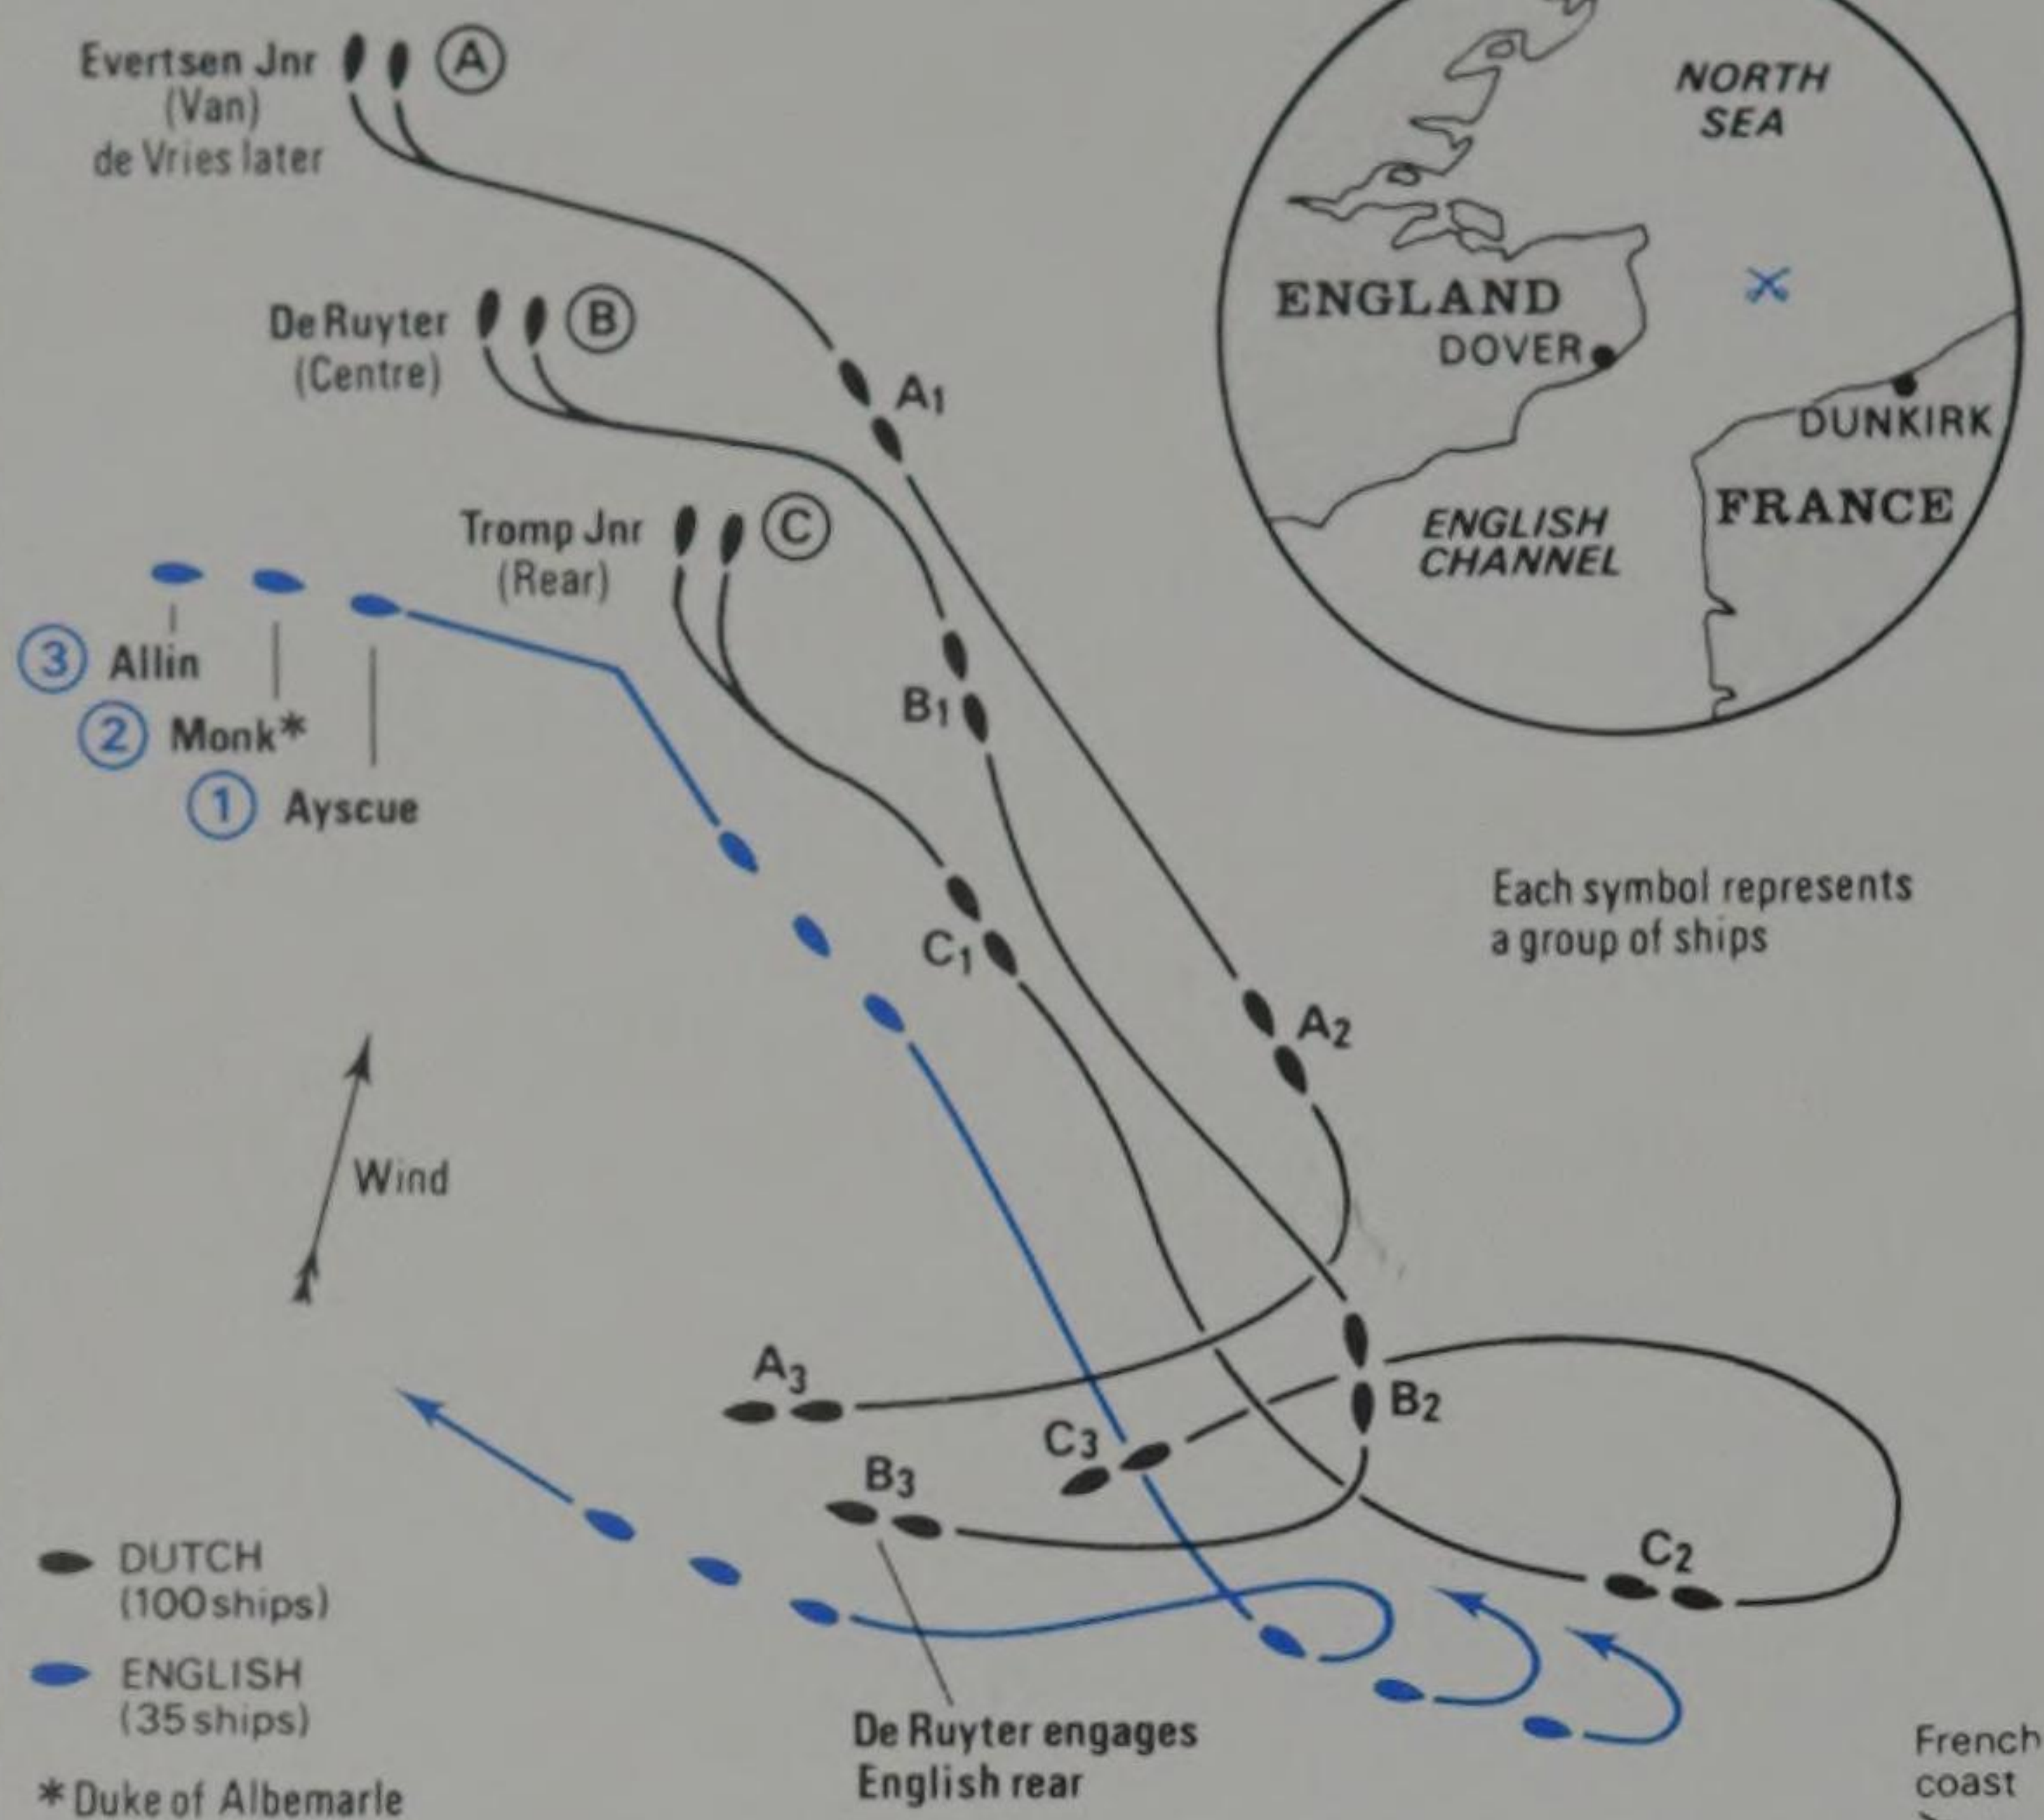 Evertsen Jnr
(Van)
de Vries later
A
De Ruyter
(Centre)
B
Tromp Jnr
(Rear)
C
NORTH
SEA
ENGLAND
DOVER
DUNKIRK
FRANCE
ENGLISH
CHANNEL
A1
B1
3 Allin
2 Monk*
1 Ayscue
C1
Each symbol represents
a group of ships
A2
Wind
A3
B2
C3
B3
C2
DUTCH
(100 ships)
ENGLISH
(35 ships)
De Ruyter engages
English rear
French
coast
*Duke of Albemarle